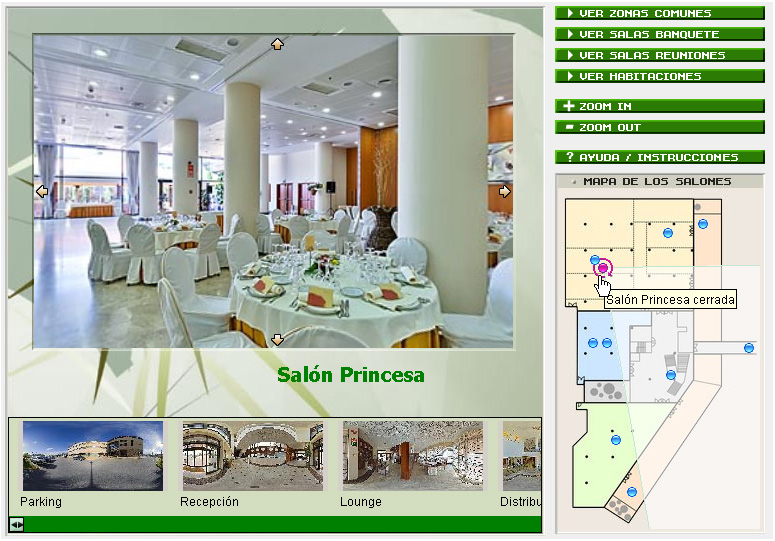 VER ZONAS COMUNES
VER SALAS BANQUETE
VER SALAS REUNIONES
VER HABITACIONES
ZOOM IN
ZOOM OUT
? AYUDA / INSTRUCCIONES
MAPA DE LOS SALONES
Salón Princesa cerrada
Salón Princesa
Parking
Recepción
Lounge
Distribu